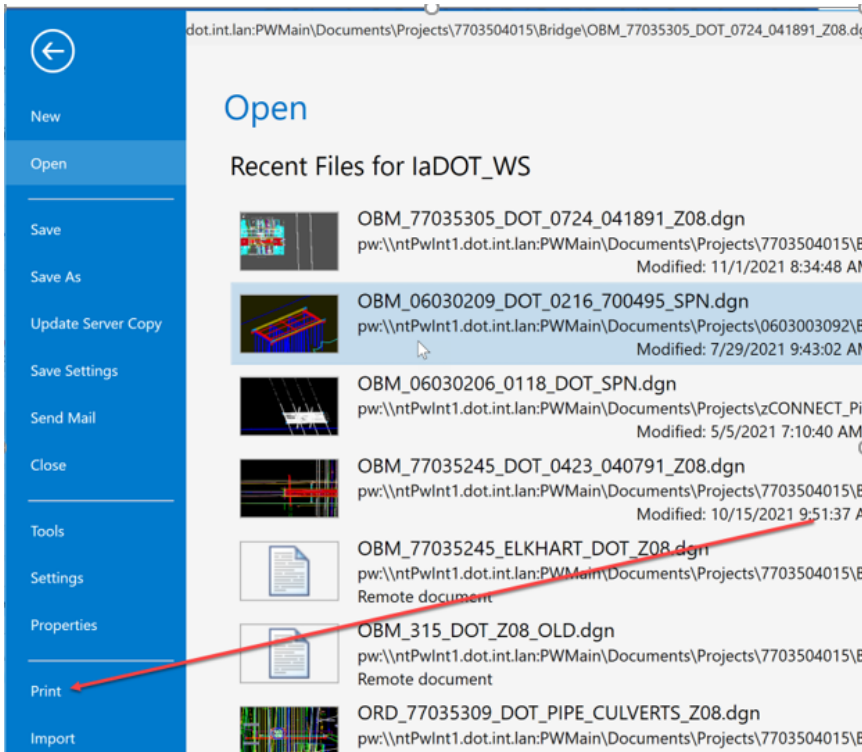 dot.int.lan:PWMain\Documents\Projects\7703504015\Bridge\OBM_77035305_DOT_0724_041891_Z08.dg
New
Open
Save
Save As
Update Server Copy
Save Settings
Send Mail
Close
Tools
Settings
Properties
Print
Import
Open
Recent Files for IaDOT_WS
OBM_77035305_DOT_0724_041891_Z08.dgn
pw:\\ntPwInt1.dot.int.lan:PWMain\Documents\Projects\7703504015\B
Modified: 11/1/2021 8:34:48 AM
OBM_06030209_DOT_0216_700495_SPN.dgn
pw:\\ntPwInt1.dot.int.lan:PWMain\Documents\Projects\0603003092\B
Modified: 7/29/2021 9:43:02 AM
OBM_06030206_0118_DOT_SPN.dgn
pw:\\ntPwInt1.dot.int.lan:PWMain\Documents\Projects\zCONNECT_Pi
Modified: 5/5/2021 7:10:40 AM
OBM_77035245_DOT_0423_040791_Z08.dgn
pw:\\ntPwInt1.dot.int.lan:PWMain\Documents\Projects\7703504015\B
Modified: 10/15/2021 9:51:37 A
OBM_77035245_ELKHART_DOT_Z08.dgn
pw:\\ntPwInt1.dot.int.lan:PWMain\Documents\Projects\7703504015\B
Remote document
OBM_315_DOT_Z08_OLD.dgn
pw:\\ntPwInt1.dot.int.lan:PWMain\Documents\Projects\7703504015\B
Remote document
ORD_77035309_DOT_PIPE_CULVERTS_Z08.dgn
pw:\\ntPwInt1.dot.int.lan:PWMain\Documents\Projects\7703504015\B